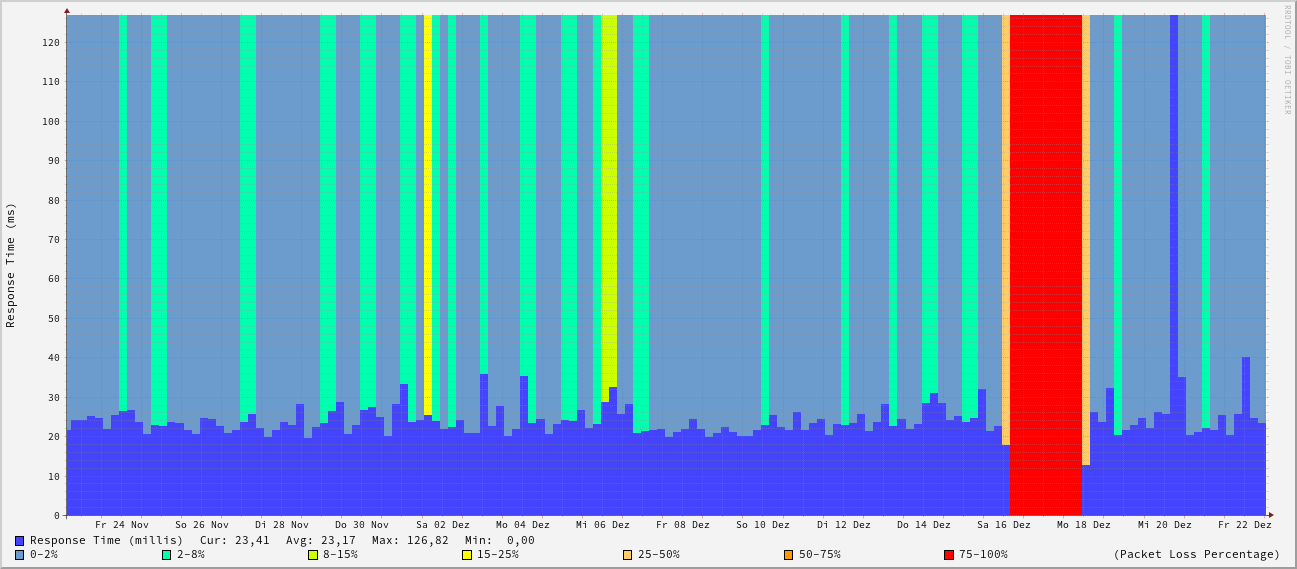 RRDTOOL / TOBI OETIKER
Response Time (ms)
120
110
100
90
80
70
60
50
40
30
20
10
0
Fr 24 Nov So 26 Nov Di 28 Nov Do 30 Nov Sa 02 Dez Mo 04 Dez Mi 06 Dez Fr 08 Dez So 10 Dez Di 12 Dez Do 14 Dez Sa 16 Dez Mo 18 Dez Mi 20 Dez Fr 22 Dez
Response Time (millis) Cur: 23,41 Avg: 23,17 Max: 126,82 Min: 0,00
0-2% 2-8% 8-15% 15-25% 25-50% 50-75% 75-100% (Packet Loss Percentage)